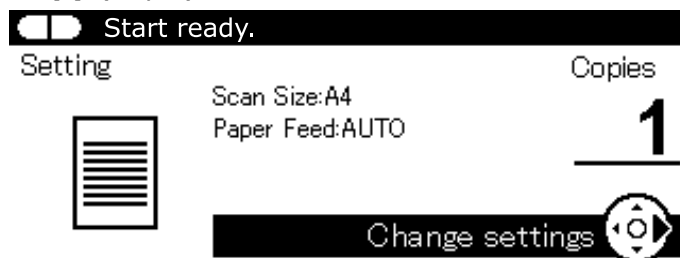 Start ready.
Setting
Copies
Scan Size:A4
Paper Feed:AUTO
1
Change settings